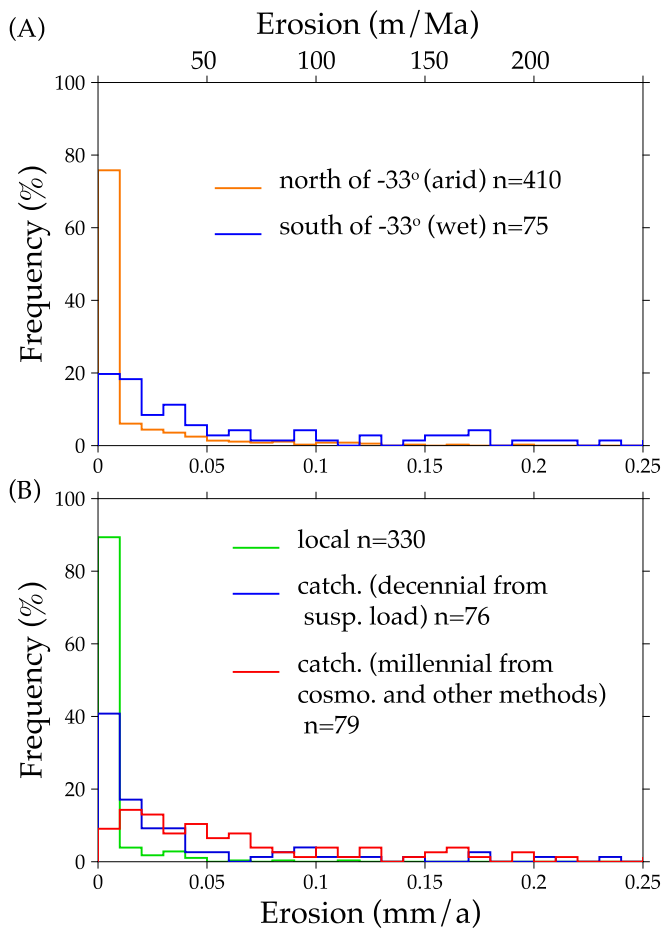 (A)
Erosion (m/Ma)
50 100 150 200
100
80
60
40
20
0
Frequency (%)
north of -33º (arid) n=410
south of -33º (wet) n=75
0 0.05 0.1 0.15 0.2 0.25
(B)
100
80
60
40
20
0
Frequency (%)
local n=330
catch. (decennial from
susp. load) n=76
catch. (millennial from
cosmo. and other methods)
n=79
0 0.05 0.1 0.15 0.2 0.25
Erosion (mm/a)